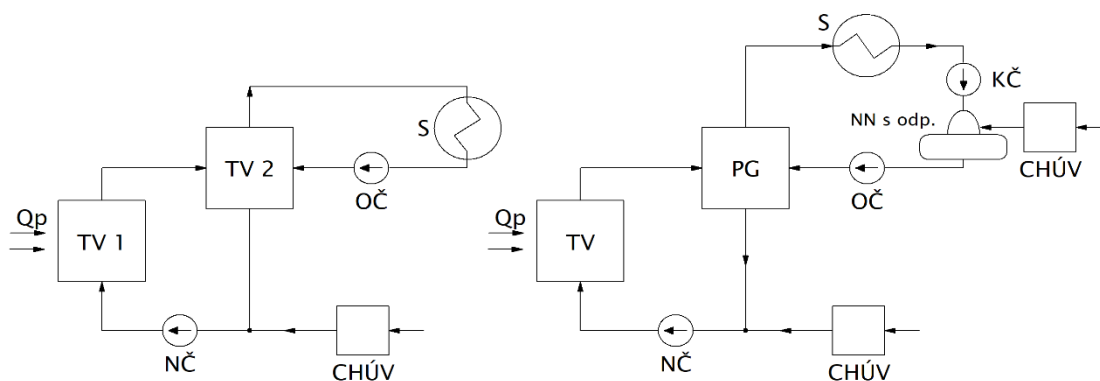 S
TV 2
OČ
Qp
TV 1
NČ
CHÚV
S
KČ
NN s odp.
CHÚV
PG
OČ
Qp
TV
NČ
CHÚV